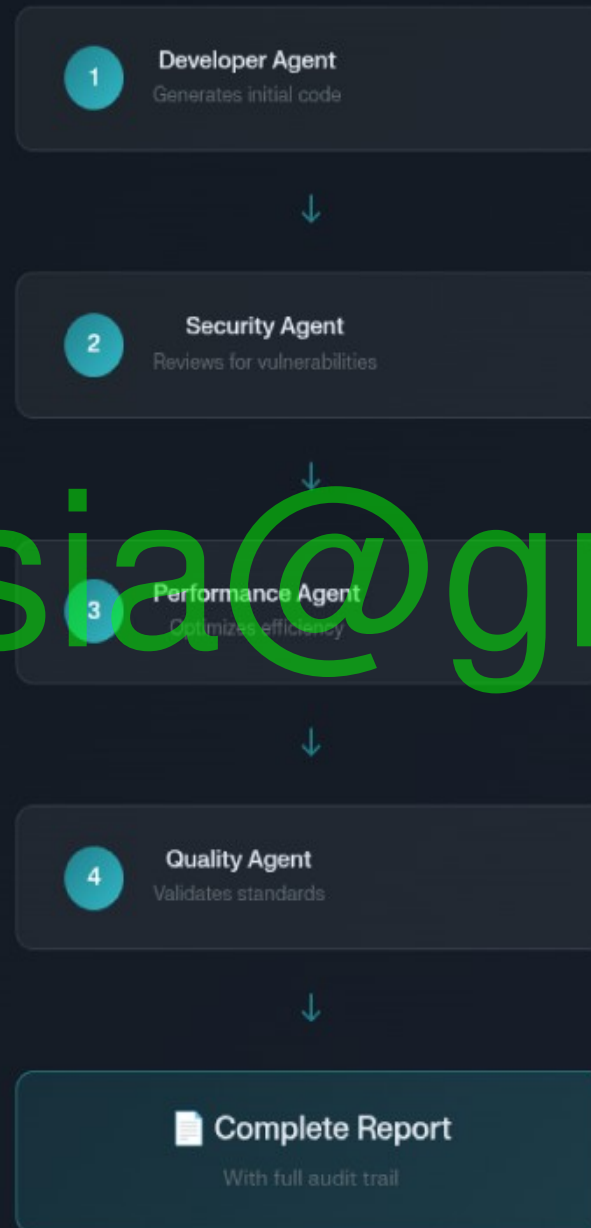 1
Developer Agent
Generates initial code
↓
2
Security Agent
Reviews for vulnerabilities
↓
sia@g
3
Performance Agent
Optimizes efficiency
↓
4
Quality Agent
Validates standards
↓
📄 Complete Report
With full audit trail